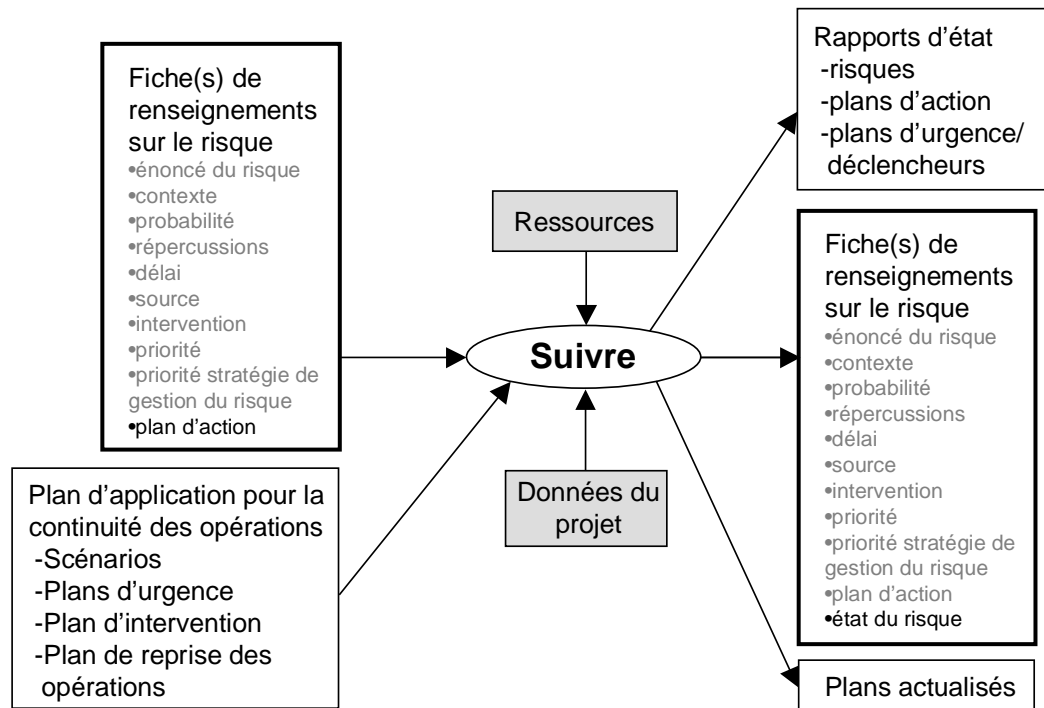 Fiche(s) de
renseignements
sur le risque
•énoncé du risque
•contexte
•probabilité
•répercussions
•délai
•source
•intervention
•priorité
•priorité stratégie de
gestion du risque
•plan d'action
Plan d'application pour la
continuité des opérations
-Scénarios
-Plans d'urgence
-Plan d'intervention
-Plan de reprise des
opérations
Ressources
Suivre
Données du
projet
Rapports d'état
-risques
-plans d'action
-plans d'urgence/
déclencheurs
Fiche(s) de
renseignements
sur le risque
•énoncé du risque
•contexte
•probabilité
•répercussions
•délai
•source
•intervention
•priorité
•priorité stratégie de
gestion du risque
•plan d'action
•état du risque
Plans actualisés